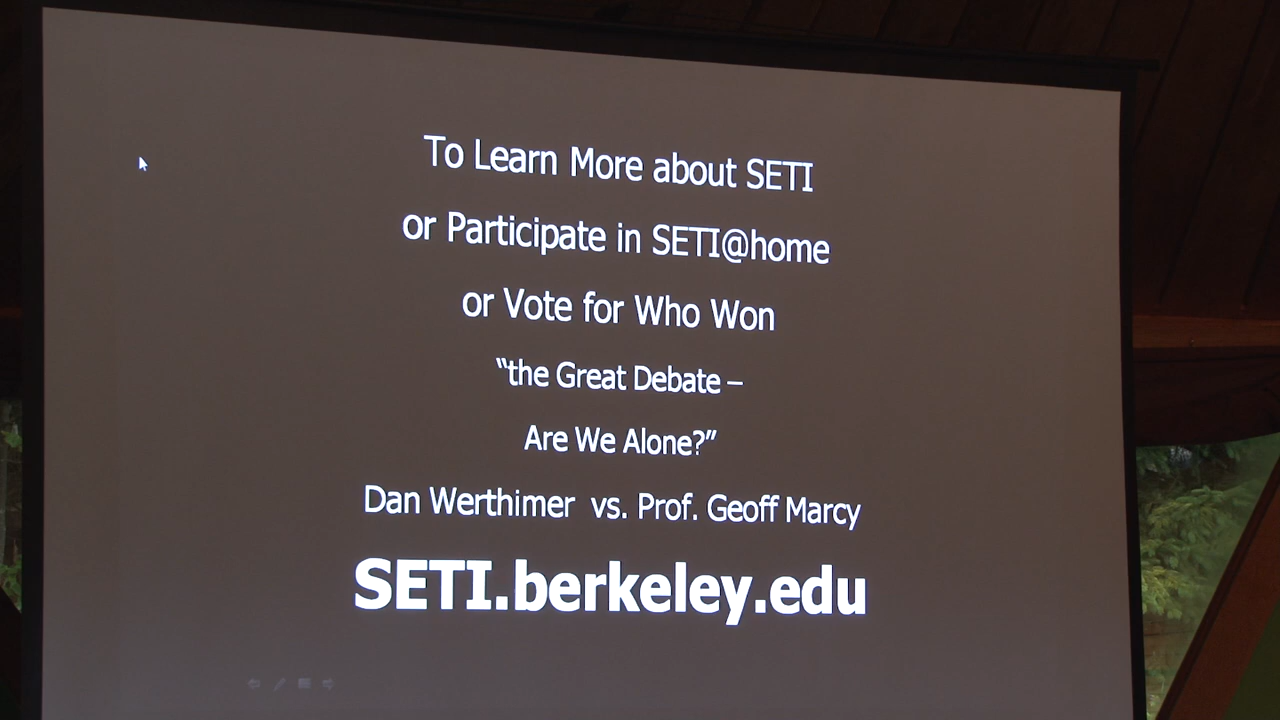 To Learn More about SETI
or Participate in SETI@home
or Vote for Who Won
“the Great Debate –
Are We Alone?”
Dan Werthimer vs. Prof. Geoff Marcy
SETI.berkeley.edu